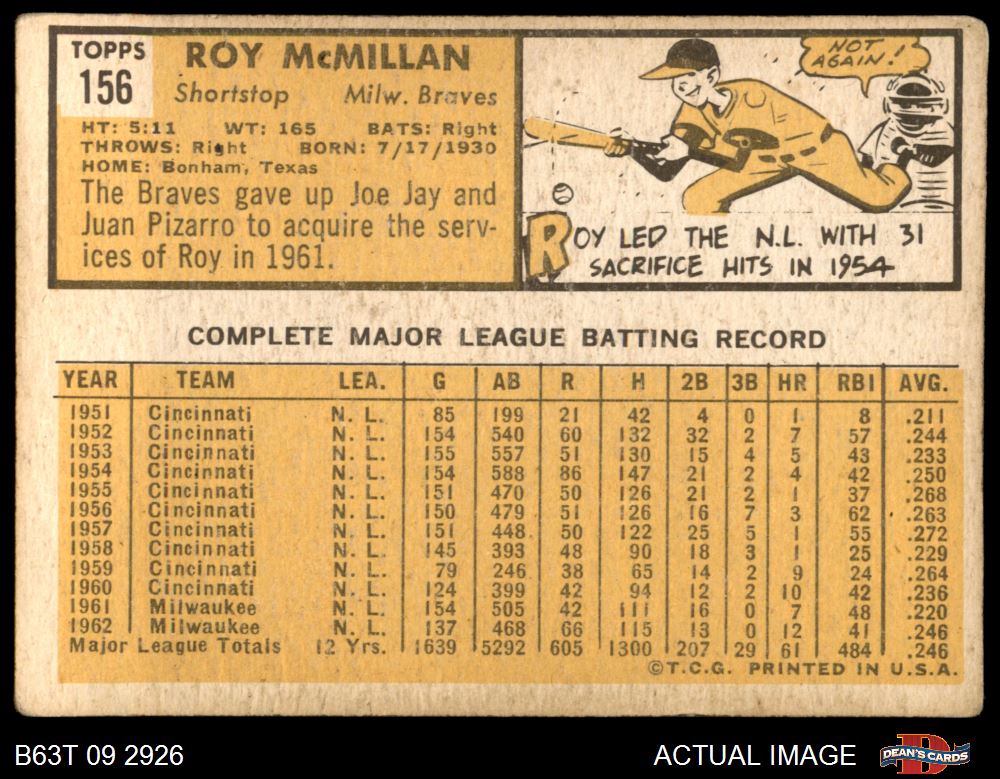 TOPPS
156
ROY McMILLAN
Shortstop Milw. Braves
HT: 5:11 WT: 165 BATS: Right
THROWS: Right BORN: 7/17/1930
HOME: Bonham, Texas
The Braves gave up Joe Jay and
Juan Pizarro to acquire the serv-
ices of Roy in 1961.
NOT
AGAIN!
ROY LED THE N.L. WITH 31
SACRIFICE HITS IN 1954
COMPLETE MAJOR LEAGUE BATTING RECORD
YEAR TEAM LEA. G AB R H 2B 3B HR RBI AVG.
1951 Cincinnati N. L. 85 199 21 42 4 0 1 8 .211
1952 Cincinnati N. L. 154 540 60 132 32 2 7 57 .244
1953 Cincinnati N. L. 155 557 51 130 15 4 5 43 .233
1954 Cincinnati N. L. 154 588 86 147 21 2 4 42 .250
1955 Cincinnati N. L. 151 470 50 126 21 2 1 37 .268
1956 Cincinnati N. L. 150 479 51 126 16 7 3 62 .263
1957 Cincinnati N. L. 151 448 50 122 25 5 1 55 .272
1958 Cincinnati N. L. 145 393 48 90 18 3 1 25 .229
1959 Cincinnati N. L. 79 246 38 65 14 2 9 24 .264
1960 Cincinnati N. L. 124 399 42 94 12 2 10 42 .236
1961 Milwaukee N. L. 154 505 42 111 16 0 7 48 .220
1962 Milwaukee N. L. 137 468 66 115 13 0 12 41 .246
Major League Totals 12 Yrs. 1639 5292 605 1300 207 29 61 484 .246
©T.C.G. PRINTED IN U.S.A.
B63T 09 2926 ACTUAL IMAGE DEAN'S CARDS